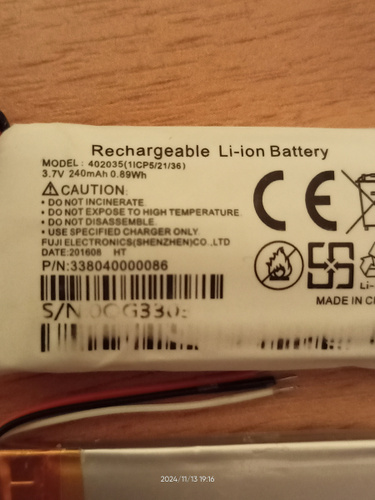 Rechargeable Li-ion Battery
MODEL: 402035(1ICP5/21/36)
3.7V 240mAh 0.89Wh
CAUTION:
• DO NOT INCINERATE.
• DO NOT EXPOSE TO HIGH TEMPERATURE.
• DO NOT DISASSEMBLE.
• USE SPECIFIED CHARGER ONLY.
FUJI ELECTRONICS(SHENZHEN)CO.,LTD
DATE:201608 HT
P/N:338040000086
CE
Li-
MADE IN
S/N
2024/11/13 19:16